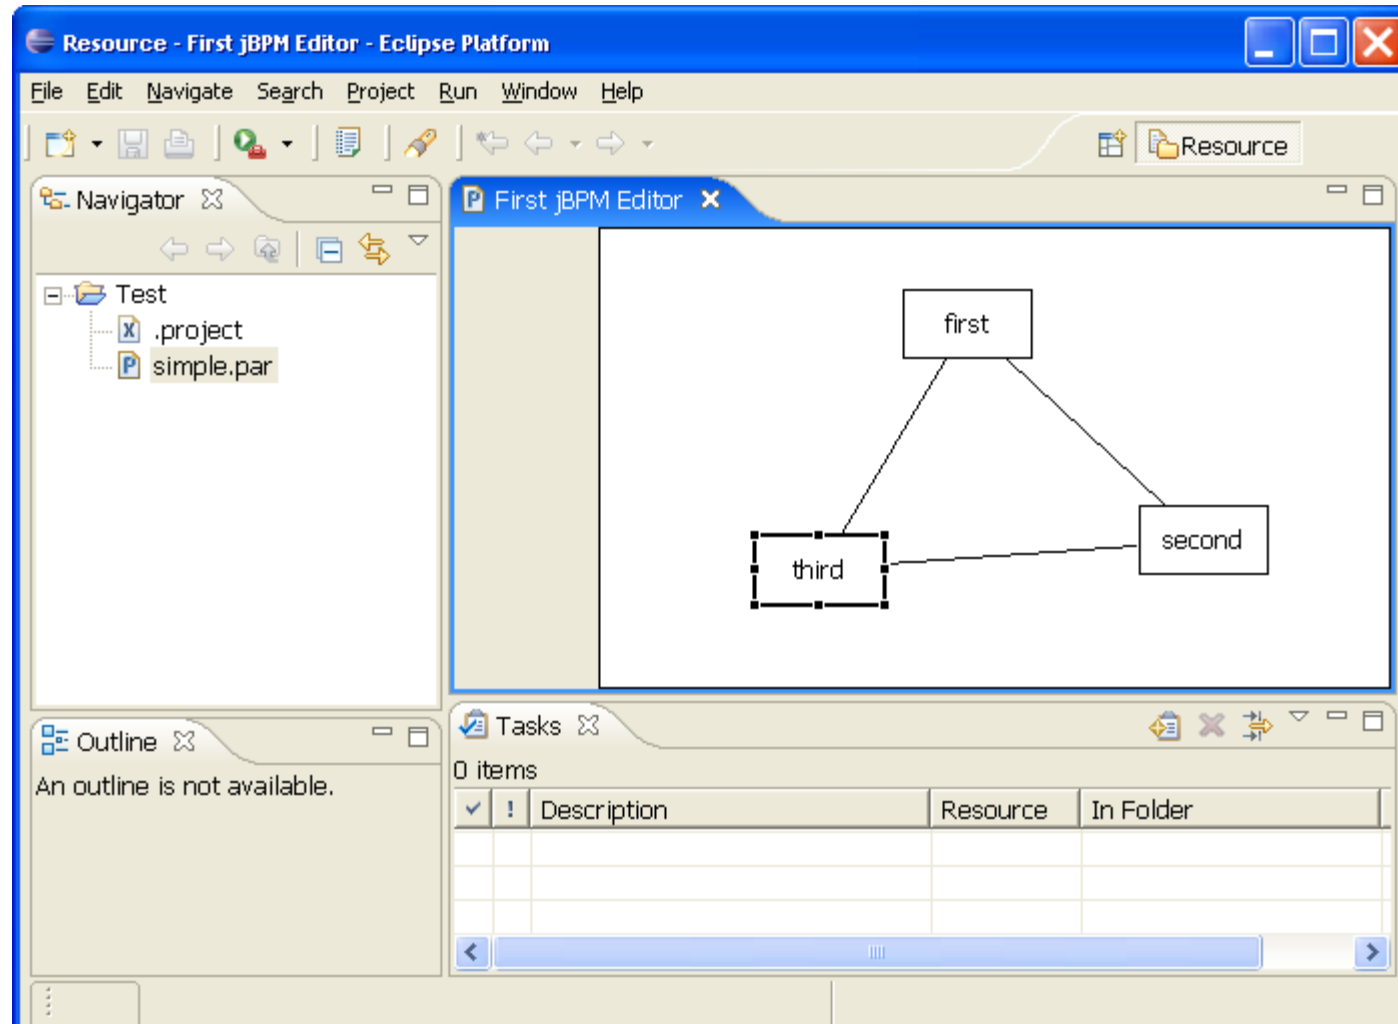 Resource - First jBPM Editor - Eclipse Platform
File Edit Navigate Search Project Run Window Help
Resource
Navigator
First jBPM Editor
Test
.project
simple.par
first
second
third
Outline
An outline is not available.
Tasks
0 items
! Description Resource In Folder